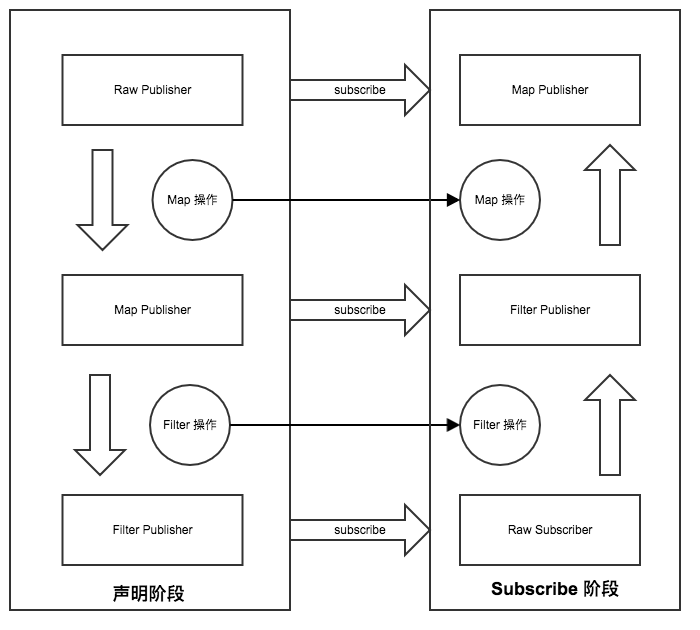 Raw Publisher
subscribe
Map Publisher
Map 操作
Map 操作
Map Publisher
subscribe
Filter Publisher
Filter 操作
Filter 操作
Filter Publisher
subscribe
Raw Subscriber
声明阶段
Subscribe 阶段